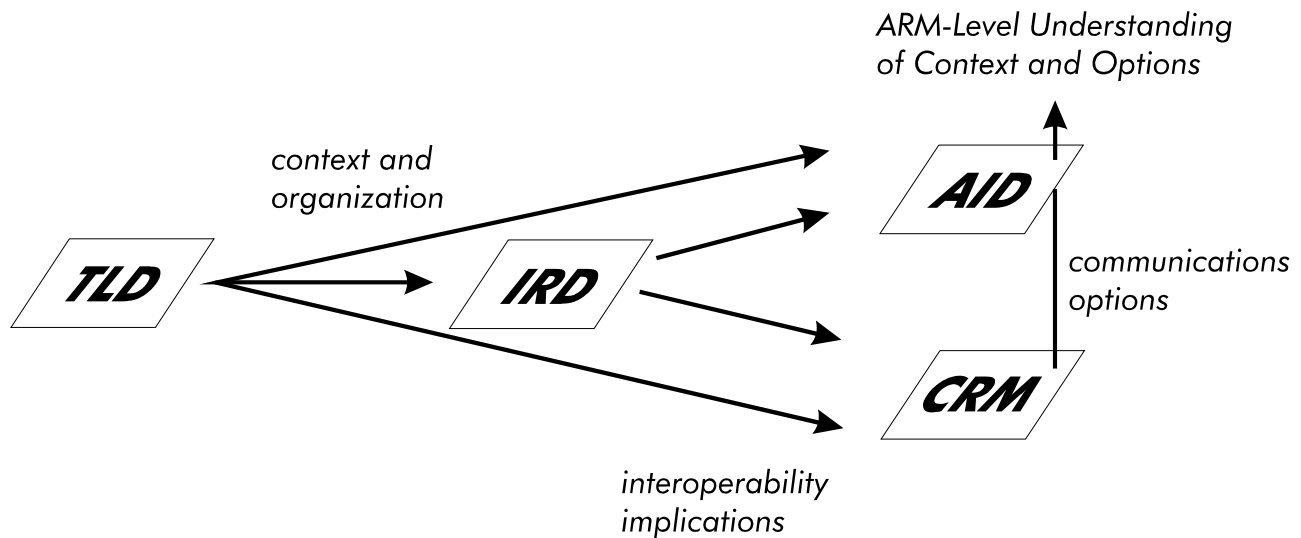 ARM-Level Understanding
of Context and Options
context and
organization
AID
TLD
IRD
communications
options
CRM
interoperability
implications